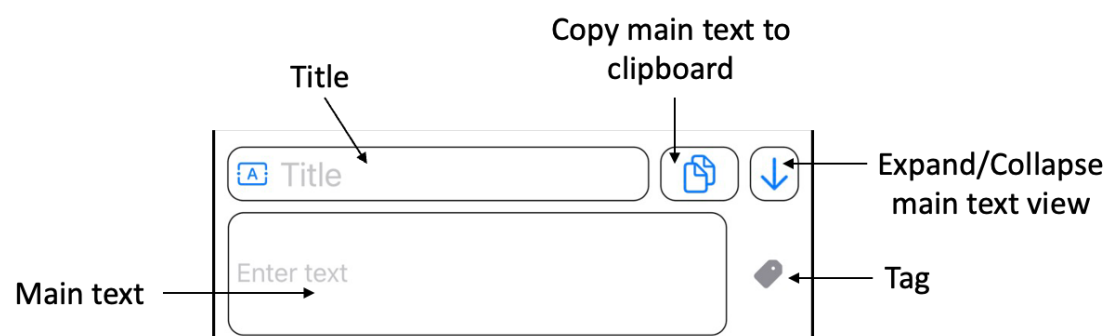 Copy main text to
clipboard
Title
A Title
Expand/Collapse
main text view
Enter text
Main text
Tag